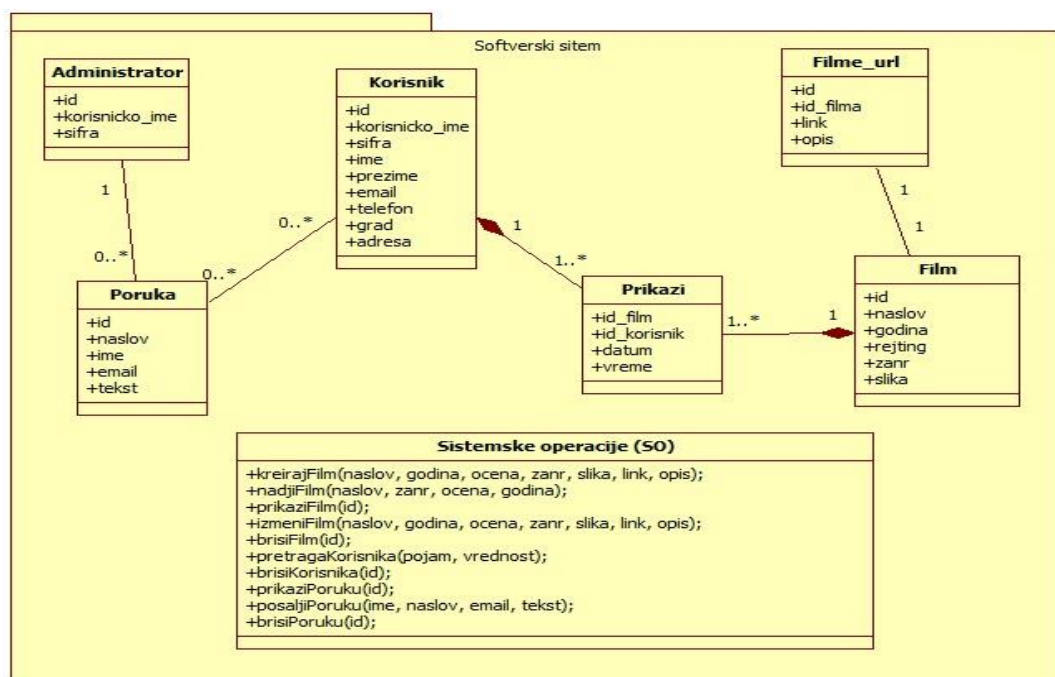 Softverski sitem
Administrator
+id
+korisnicko_ime
+sifra
Korisnik
+id
+korisnicko_ime
+sifra
+ime
+prezime
+email
+telefon
+grad
+adresa
Filme_url
+id
+id_filma
+link
+opis
1
0..*
0..*
0..*
1
1..*
1
1
Poruka
+id
+naslov
+ime
+email
+tekst
Prikazi
+id_film
+id_korisnik
+datum
+vreme
1..*
1
Film
+id
+naslov
+godina
+rejting
+zanr
+slika
Sistemske operacije (SO)
+kreirajFilm(naslov, godina, ocena, zanr, slika, link, opis);
+nadjiFilm(naslov, zanr, ocena, godina);
+prikaziFilm(id);
+izmeniFilm(naslov, godina, ocena, zanr, slika, link, opis);
+brisiFilm(id);
+pretragaKorisnika(pojam, vrednost);
+brisiKorisnika(id);
+prikaziPoruku(id);
+posaljiPoruku(ime, naslov, email, tekst);
+brisiPoruku(id);